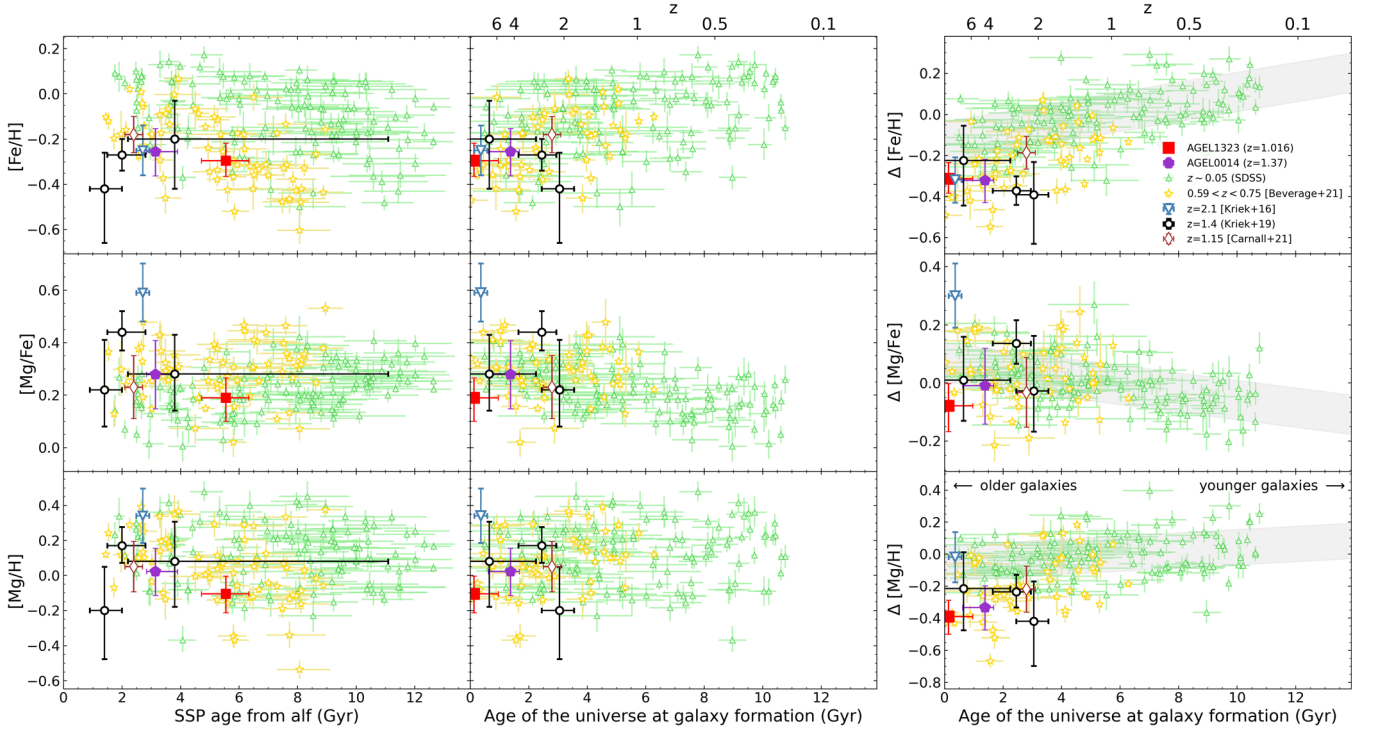 z
z
6 4 2 1 0.5 0.1
6 4 2 1 0.5 0.1
[Fe/H]
0.2
0.0
−0.2
−0.4
−0.6
Δ [Fe/H]
0.2
0.0
−0.2
−0.4
−0.6
AGEL1323 (z=1.016)
AGEL0014 (z=1.37)
z ~ 0.05 (SDSS)
0.59 < z < 0.75 [Beverage+21]
z=2.1 [Kriek+16]
z=1.4 (Kriek+19)
z=1.15 [Carnall+21]
[Mg/Fe]
0.6
0.4
0.2
0.0
Δ [Mg/Fe]
0.4
0.2
0.0
−0.2
[Mg/H]
0.4
0.2
0.0
−0.2
−0.4
−0.6
Δ [Mg/H]
0.4
0.2
0.0
−0.2
−0.4
−0.6
−0.8
← older galaxies younger galaxies →
0 2 4 6 8 10 12
0 2 4 6 8 10 12
0 2 4 6 8 10 12
SSP age from alf (Gyr)
Age of the universe at galaxy formation (Gyr)
Age of the universe at galaxy formation (Gyr)